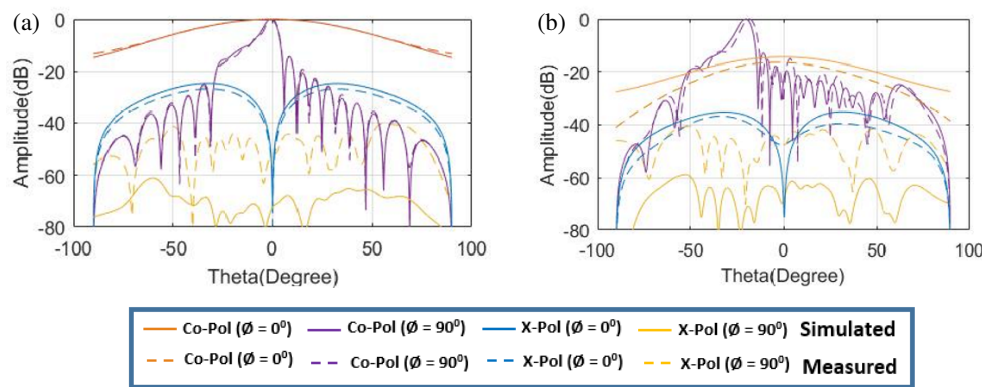 (a)
(b)
0
-20
-40
-60
-80
Amplitude(dB)
-100
-50
0
50
100
Theta(Degree)
0
-20
-40
-60
-80
Amplitude(dB)
-100
-50
0
50
100
Theta(Degree)
Co-Pol (Ø = 0⁰) Co-Pol (Ø = 90⁰) X-Pol (Ø = 0⁰) X-Pol (Ø = 90⁰) Simulated
Co-Pol (Ø = 0⁰) Co-Pol (Ø = 90⁰) X-Pol (Ø = 0⁰) X-Pol (Ø = 90⁰) Measured